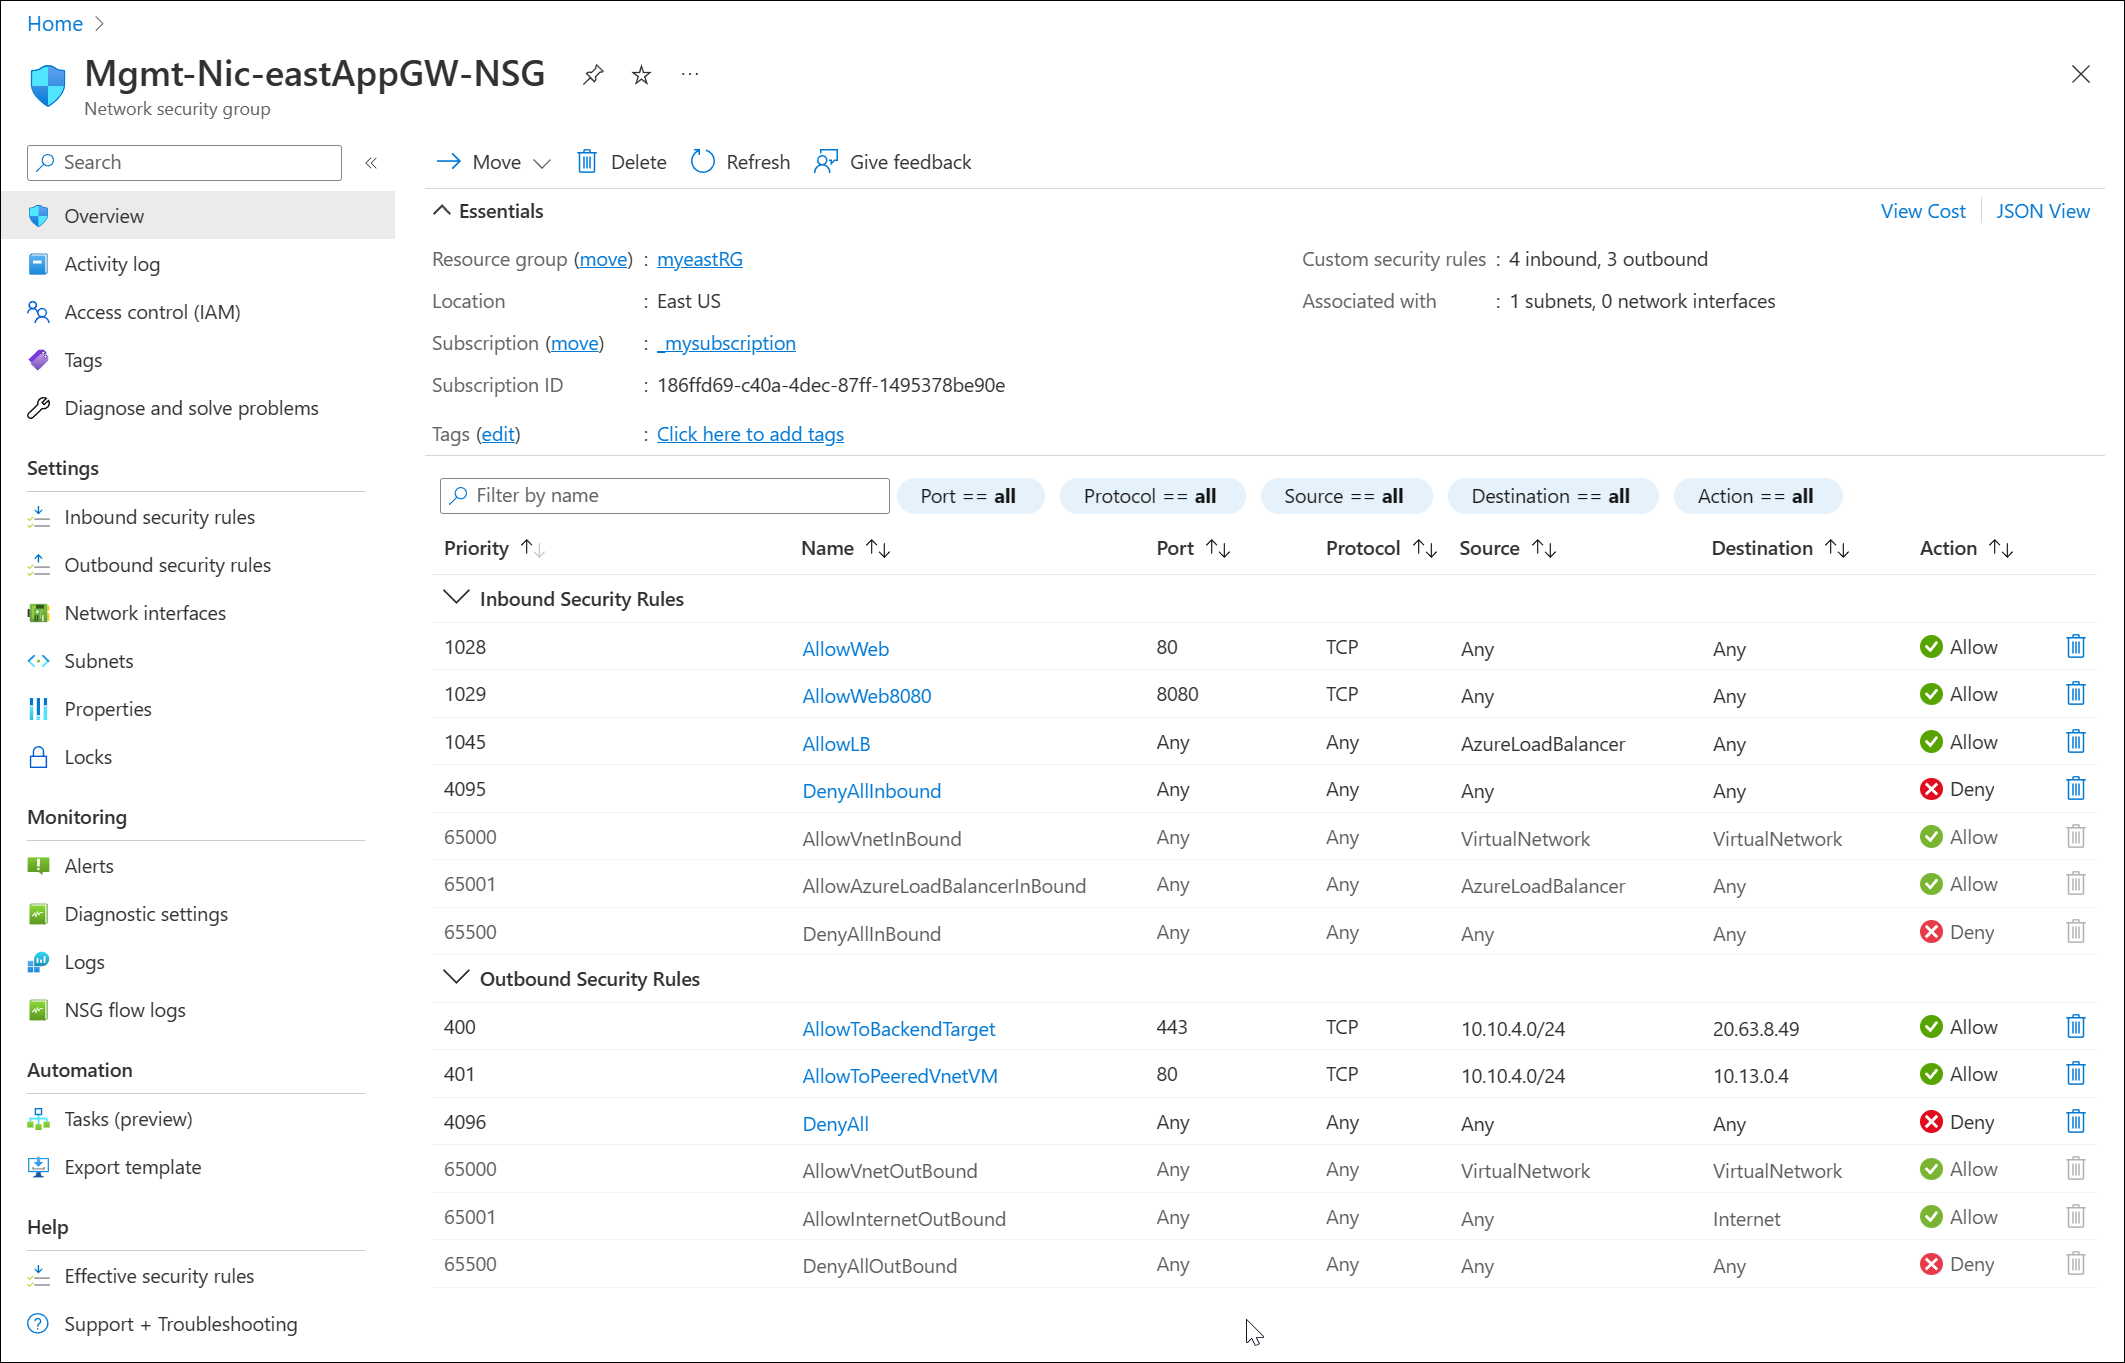 Home
Mgmt-Nic-eastAppGW-NSG ...
Network security group
Search
«
Overview
Activity log
Access control (IAM)
Tags
Diagnose and solve problems
Settings
Inbound security rules
Outbound security rules
Network interfaces
Subnets
Properties
Locks
Monitoring
Alerts
Diagnostic settings
Logs
NSG flow logs
Automation
Tasks (preview)
Export template
Help
Effective security rules
Support + Troubleshooting
Move Delete Refresh Give feedback
Essentials View Cost JSON View
Resource group (move) : myeastRG Custom security rules : 4 inbound, 3 outbound
Location : East US Associated with : 1 subnets, 0 network interfaces
Subscription (move) : _mysubscription
Subscription ID : 186ffd69-c40a-4dec-87ff-1495378be90e
Tags (edit) : Click here to add tags
Filter by name Port == all Protocol == all Source == all Destination == all Action == all
Priority Name Port Protocol Source Destination Action
Inbound Security Rules
1028 AllowWeb 80 TCP Any Any Allow
1029 AllowWeb8080 8080 TCP Any Any Allow
1045 AllowLB Any Any AzureLoadBalancer Any Allow
4095 DenyAllInbound Any Any Any Any Deny
65000 AllowVnetInBound Any Any VirtualNetwork VirtualNetwork Allow
65001 AllowAzureLoadBalancerInBound Any Any AzureLoadBalancer Any Allow
65500 DenyAllInBound Any Any Any Any Deny
Outbound Security Rules
400 AllowToBackendTarget 443 TCP 10.10.4.0/24 20.63.8.49 Allow
401 AllowToPeeredVnetVM 80 TCP 10.10.4.0/24 10.13.0.4 Allow
4096 DenyAll Any Any Any Any Deny
65000 AllowVnetOutBound Any Any VirtualNetwork VirtualNetwork Allow
65001 AllowInternetOutBound Any Any Any Internet Allow
65500 DenyAllOutBound Any Any Any Any Deny